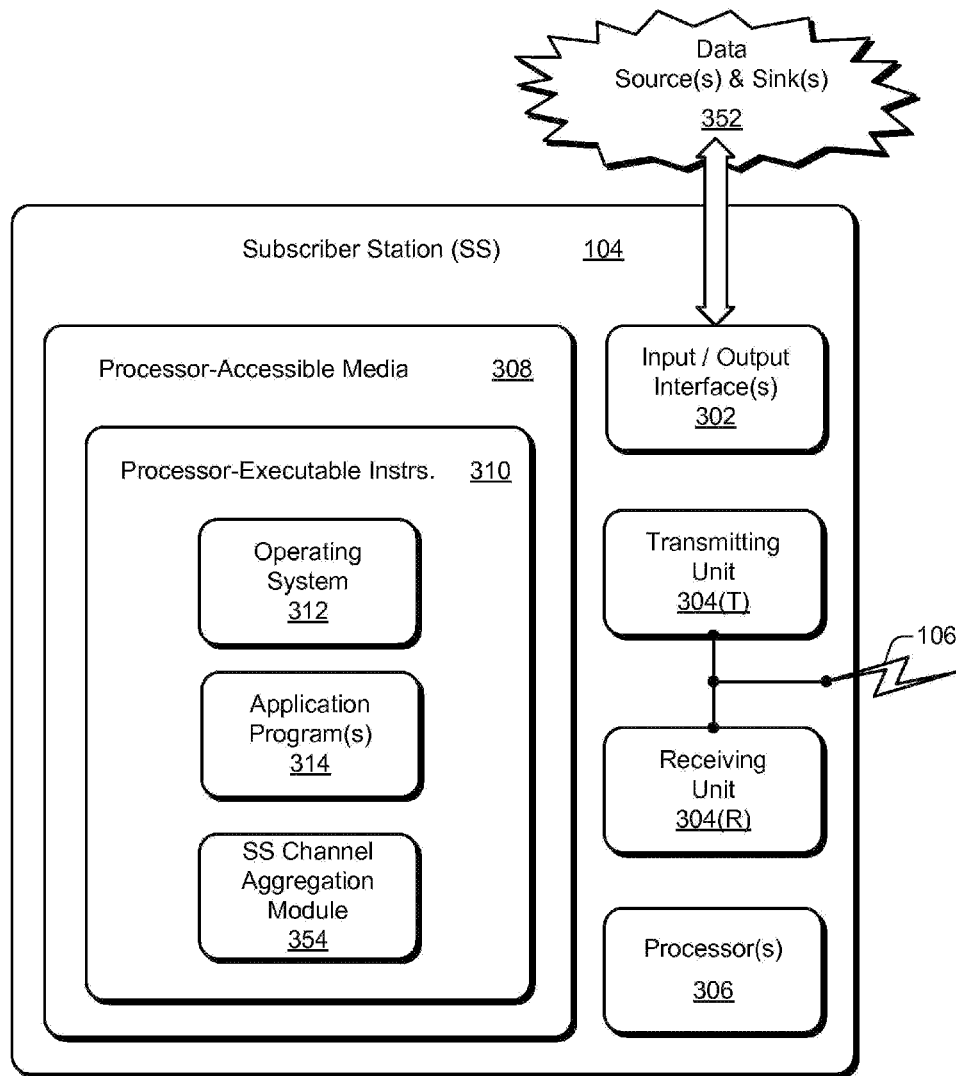 Data
Source(s) & Sink(s)
352
Subscriber Station (SS) 104
Processor-Accessible Media 308
Processor-Executable Instrs. 310
Operating
System
312
Application
Program(s)
314
SS Channel
Aggregation
Module
354
Input / Output
Interface(s)
302
Transmitting
Unit
304(T)
106
Receiving
Unit
304(R)
Processor(s)
306